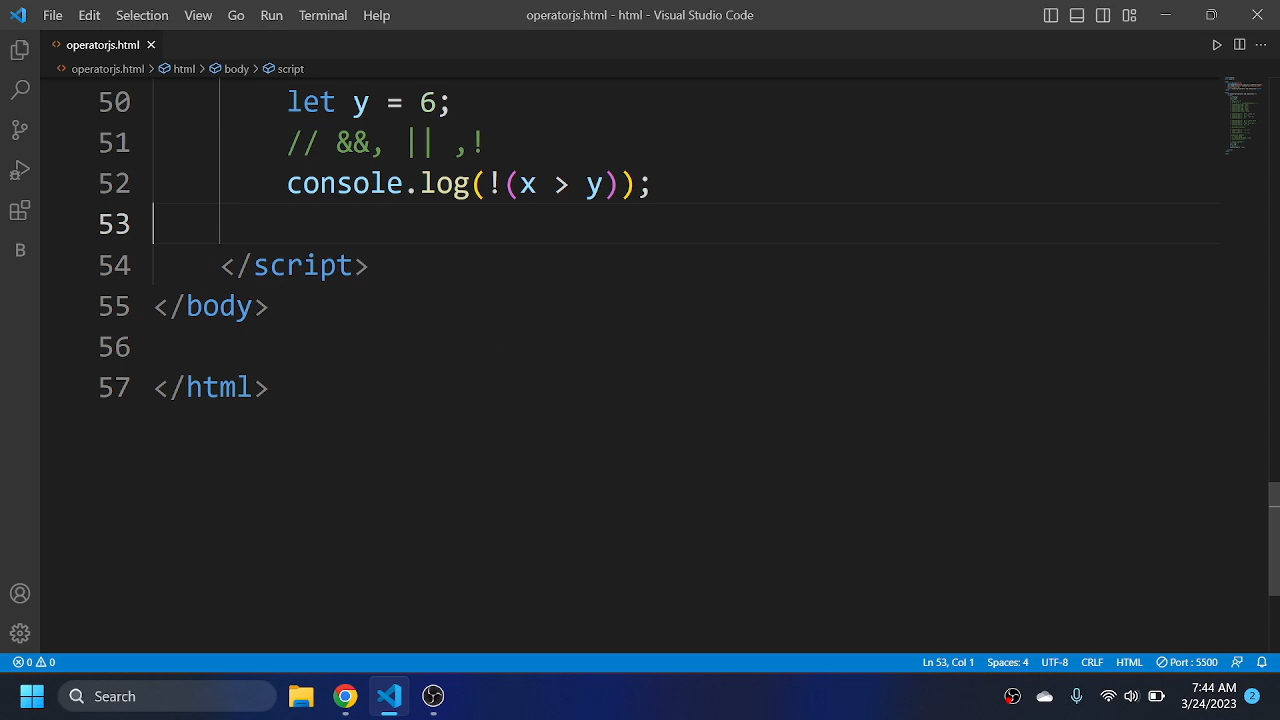 File Edit Selection View Go Run Terminal Help operatorjs.html - html - Visual Studio Code
operatorjs.html
operatorjs.html > html > body > script
50 let y = 6;
51 // &&, || ,!
52 console.log(!(x > y));
53
54 </script>
55 </body>
56
57 </html>
B
0 0 Ln 53, Col 1 Spaces: 4 UTF-8 CRLF HTML Port : 5500
Search 7:44 AM
3/24/2023 2